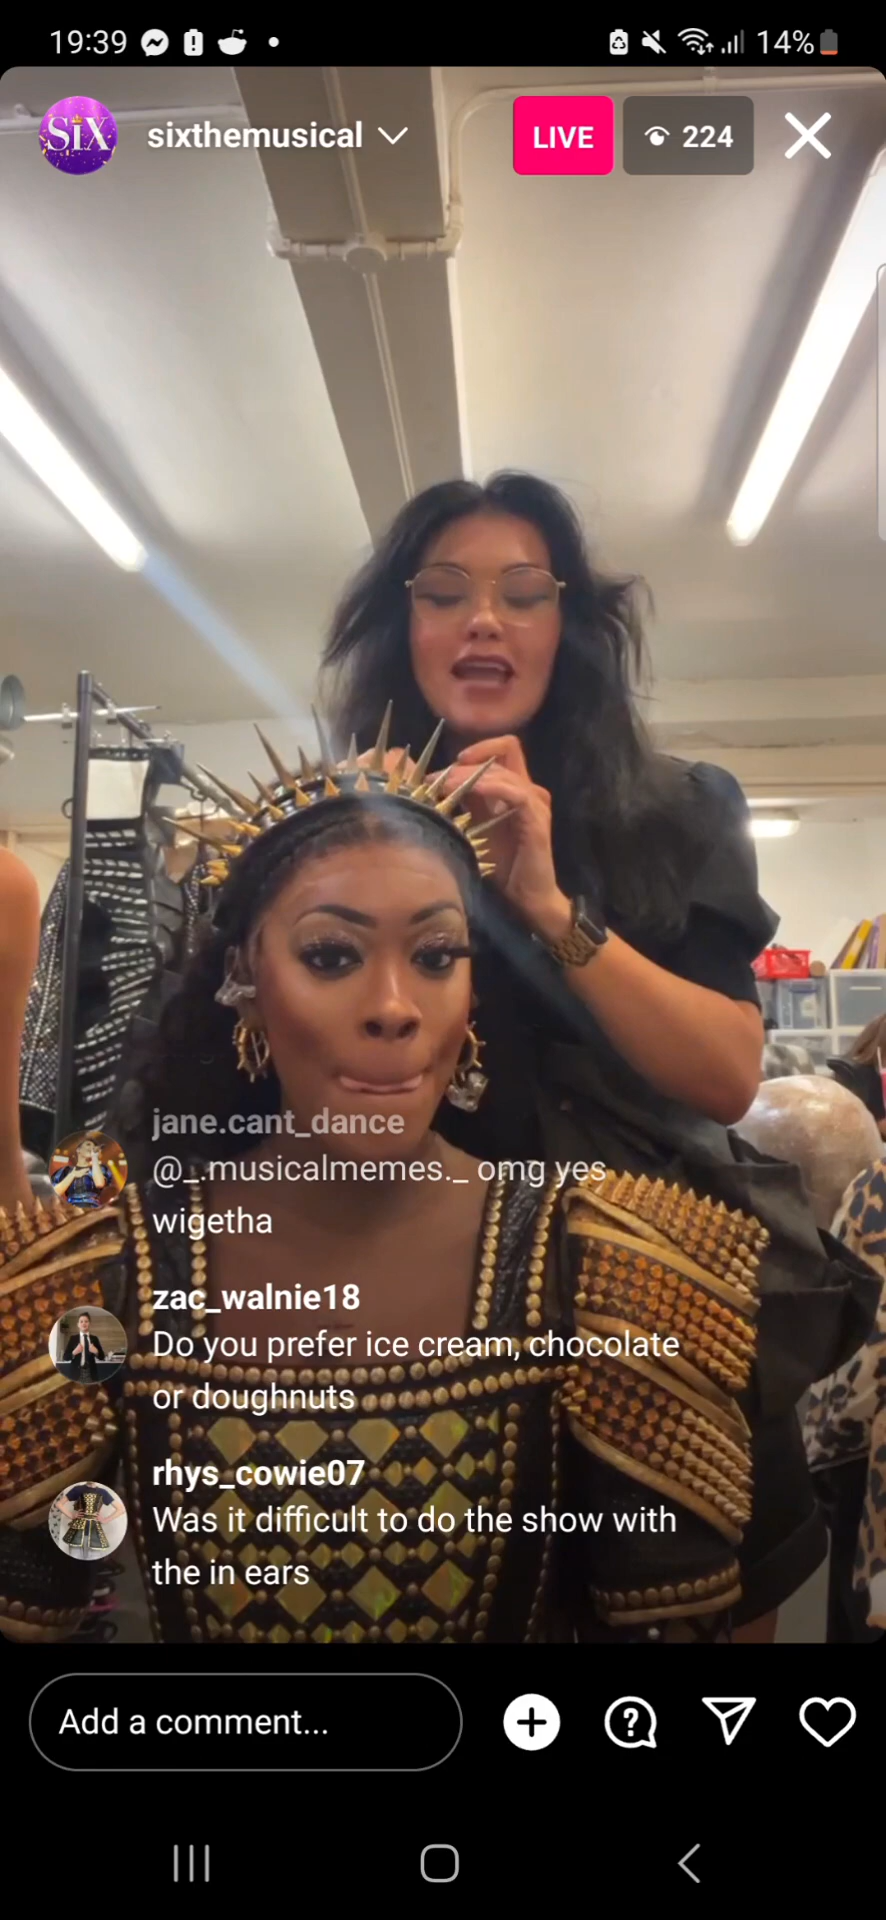 19:39
14%
SiX
sixthemusical
LIVE
224
jane.cant_dance
@_.musicalmemes._ omg yes
wigetha
zac_walnie18
Do you prefer ice cream, chocolate
or doughnuts
rhys_cowie07
Was it difficult to do the show with
the in ears
Add a comment...